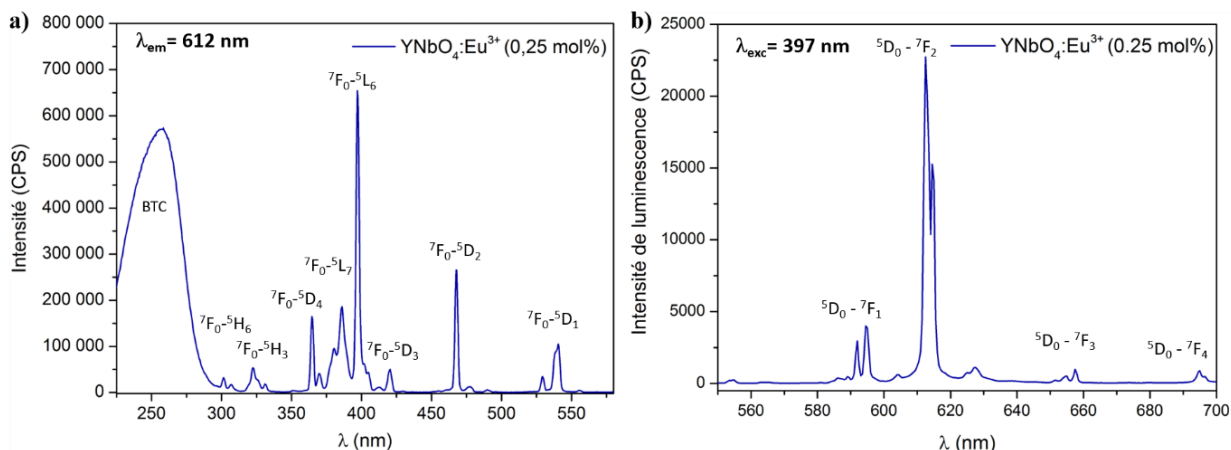 a)
λem= 612 nm
YNbO₄:Eu³⁺ (0,25 mol%)
⁷F₀-⁵L₆
BTC
⁷F₀-⁵H₆
⁷F₀-⁵H₃
⁷F₀-⁵D₄
⁷F₀-⁵L₇
⁷F₀-⁵D₃
⁷F₀-⁵D₂
⁷F₀-⁵D₁
Intensité (CPS)
800 000
700 000
600 000
500 000
400 000
300 000
200 000
100 000
0
250 300 350 400 450 500 550
λ (nm)
b)
λexc= 397 nm
YNbO₄:Eu³⁺ (0.25 mol%)
⁵D₀ - ⁷F₂
⁵D₀ - ⁷F₁
⁵D₀ - ⁷F₃
⁵D₀ - ⁷F₄
Intensité de luminescence (CPS)
25000
20000
15000
10000
5000
0
560 580 600 620 640 660 680 700
λ (nm)